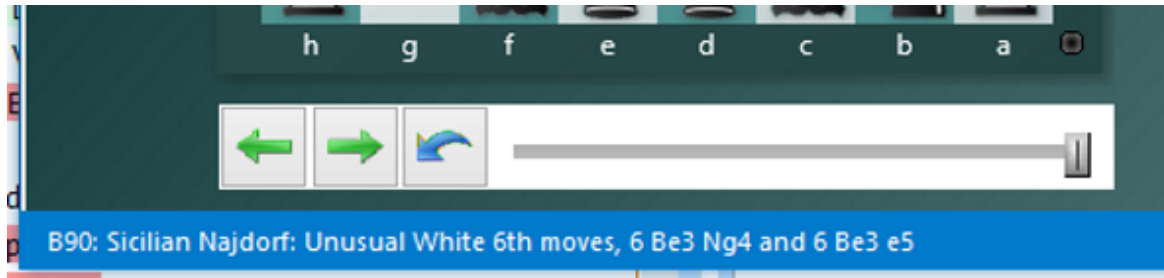 h g f e d c b a
B90: Sicilian Najdorf: Unusual White 6th moves, 6 Be3 Ng4 and 6 Be3 e5